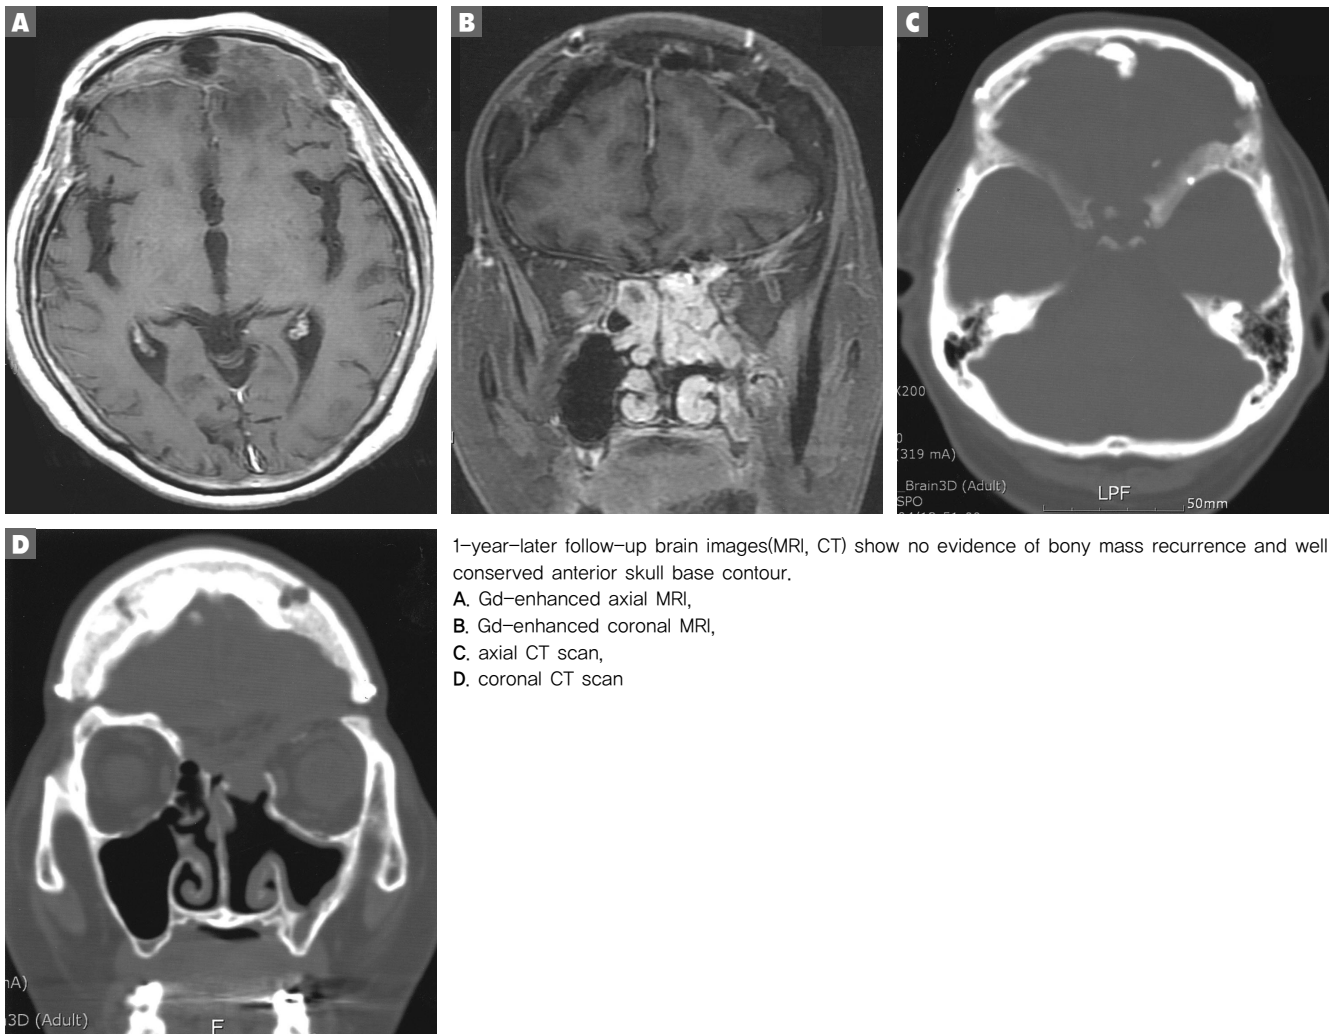 A
B
C
X200
0
(319 mA)
_Brain3D (Adult)
SPO
LPF
50mm
D
1-year-later follow-up brain images(MRI, CT) show no evidence of bony mass recurrence and well
conserved anterior skull base contour.
A. Gd-enhanced axial MRI,
B. Gd-enhanced coronal MRI,
C. axial CT scan,
D. coronal CT scan
nA)
n3D (Adult)
F